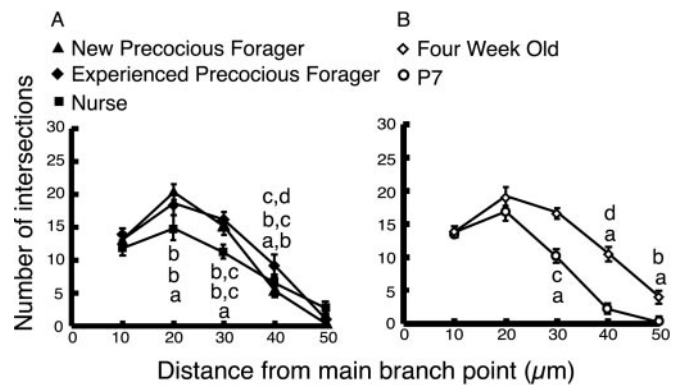 A
▲ New Precocious Forager
◆ Experienced Precocious Forager
■ Nurse
B
◇ Four Week Old
○ P7
Number of intersections
30
25
20
15
10
5
0
10 20 30 40 50
b
b
a
b,c
b,c
a
c,d
b,c
a,b
30
25
20
15
10
5
0
10 20 30 40 50
c
a
d
a
b
a
Distance from main branch point (µm)